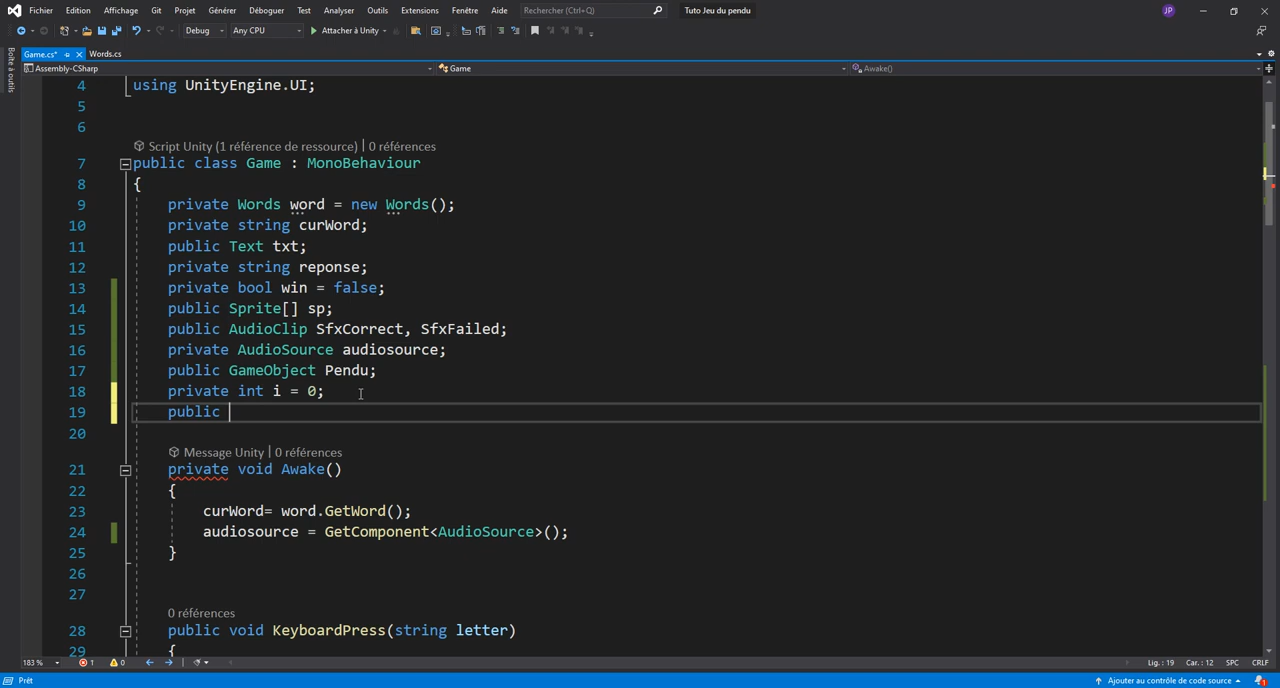 Fichier Edition Affichage Git Projet Générer Déboguer Test Analyser Outils Extensions Fenêtre Aide Rechercher (Ctrl+Q) Tuto Jeu du pendu JP
Debug Any CPU Attacher à Unity
Boîte à outils
Game.cs* Words.cs
Assembly-CSharp Game Awake()
4 using UnityEngine.UI;
5
6
Script Unity (1 référence de ressource) | 0 références
7 public class Game : MonoBehaviour
8 {
9 private Words word = new Words();
10 private string curWord;
11 public Text txt;
12 private string reponse;
13 private bool win = false;
14 public Sprite[] sp;
15 public AudioClip SfxCorrect, SfxFailed;
16 private AudioSource audiosource;
17 public GameObject Pendu;
18 private int i = 0;
19 public
20
Message Unity | 0 références
21 private void Awake()
22 {
23 curWord= word.GetWord();
24 audiosource = GetComponent<AudioSource>();
25 }
26
27
0 références
28 public void KeyboardPress(string letter)
29 {
183 % 1 0 Lig. : 19 Car. : 12 SPC CRLF
Prêt Ajouter au contrôle de code source 1